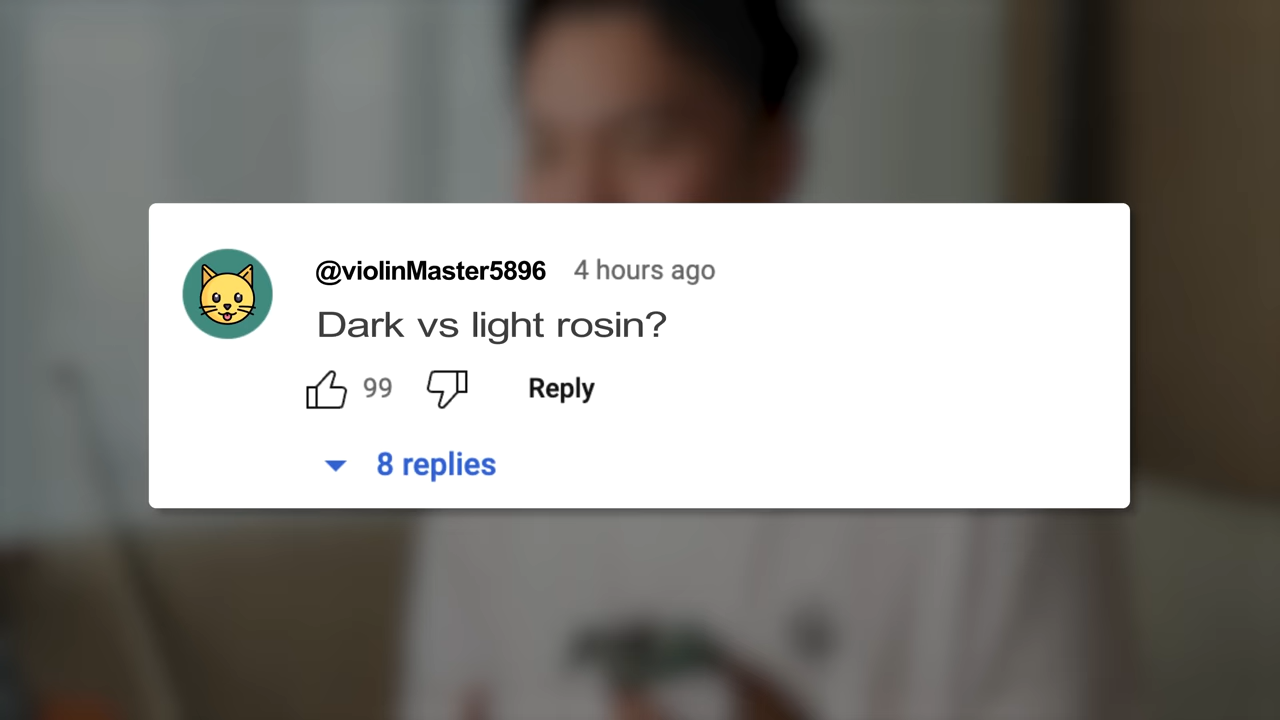 @violinMaster5896 4 hours ago
Dark vs light rosin?
99 Reply
8 replies